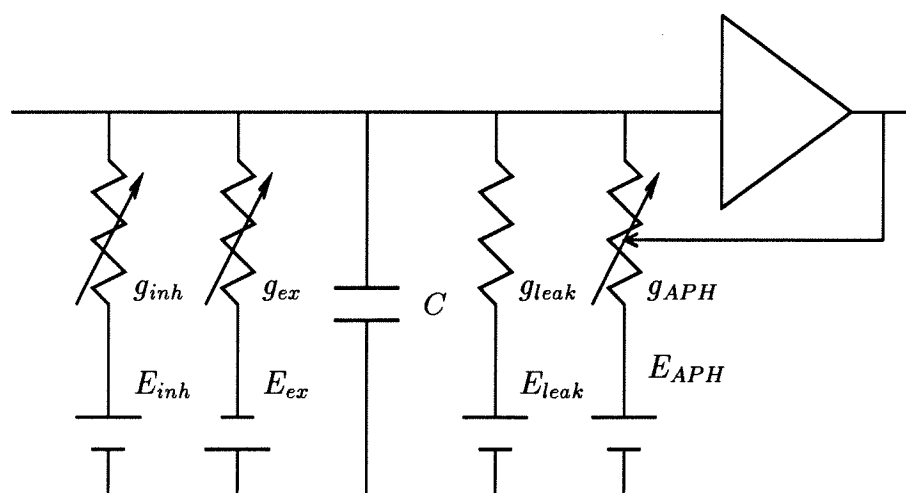 g_inh
g_ex
C
g_leak
g_APH
E_inh
E_ex
E_leak
E_APH